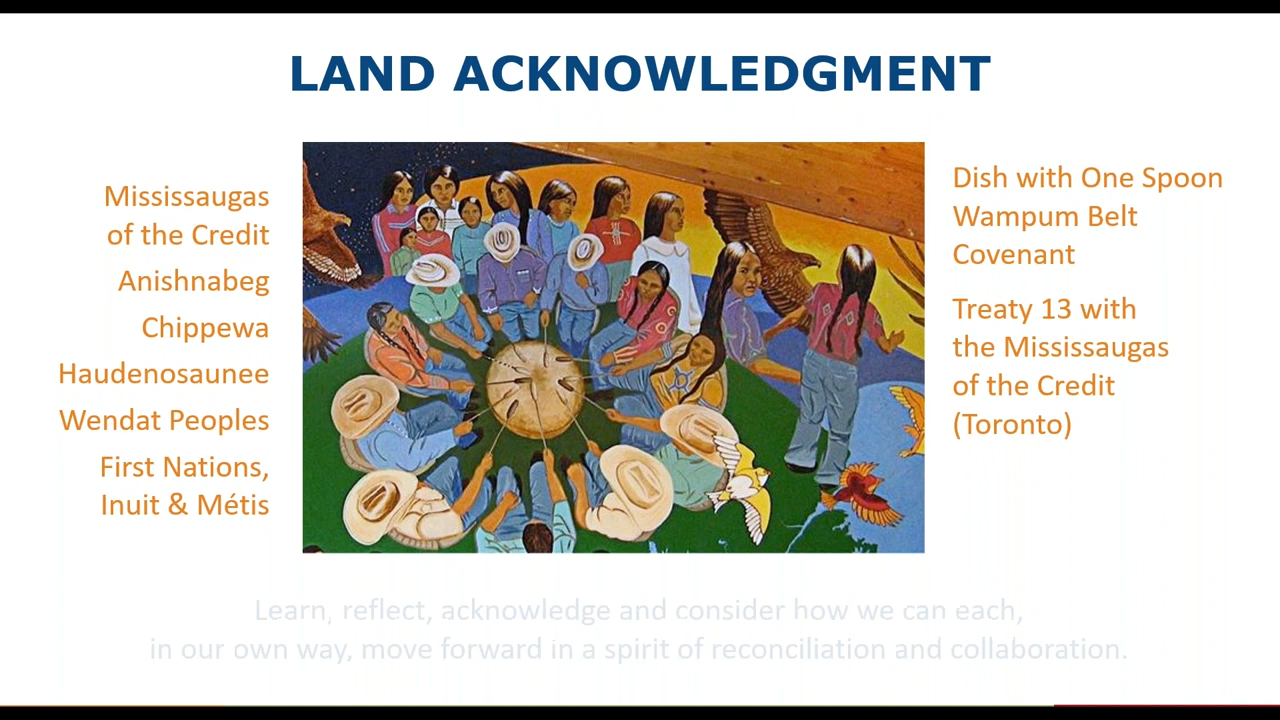 LAND ACKNOWLEDGMENT
Mississaugas
of the Credit
Anishnabeg
Chippewa
Haudenosaunee
Wendat Peoples
First Nations,
Inuit & Métis
Dish with One Spoon
Wampum Belt
Covenant
Treaty 13 with
the Mississaugas
of the Credit
(Toronto)
Learn, reflect, acknowledge and consider how we can each,
in our own way, move forward in a spirit of reconciliation and collaboration.